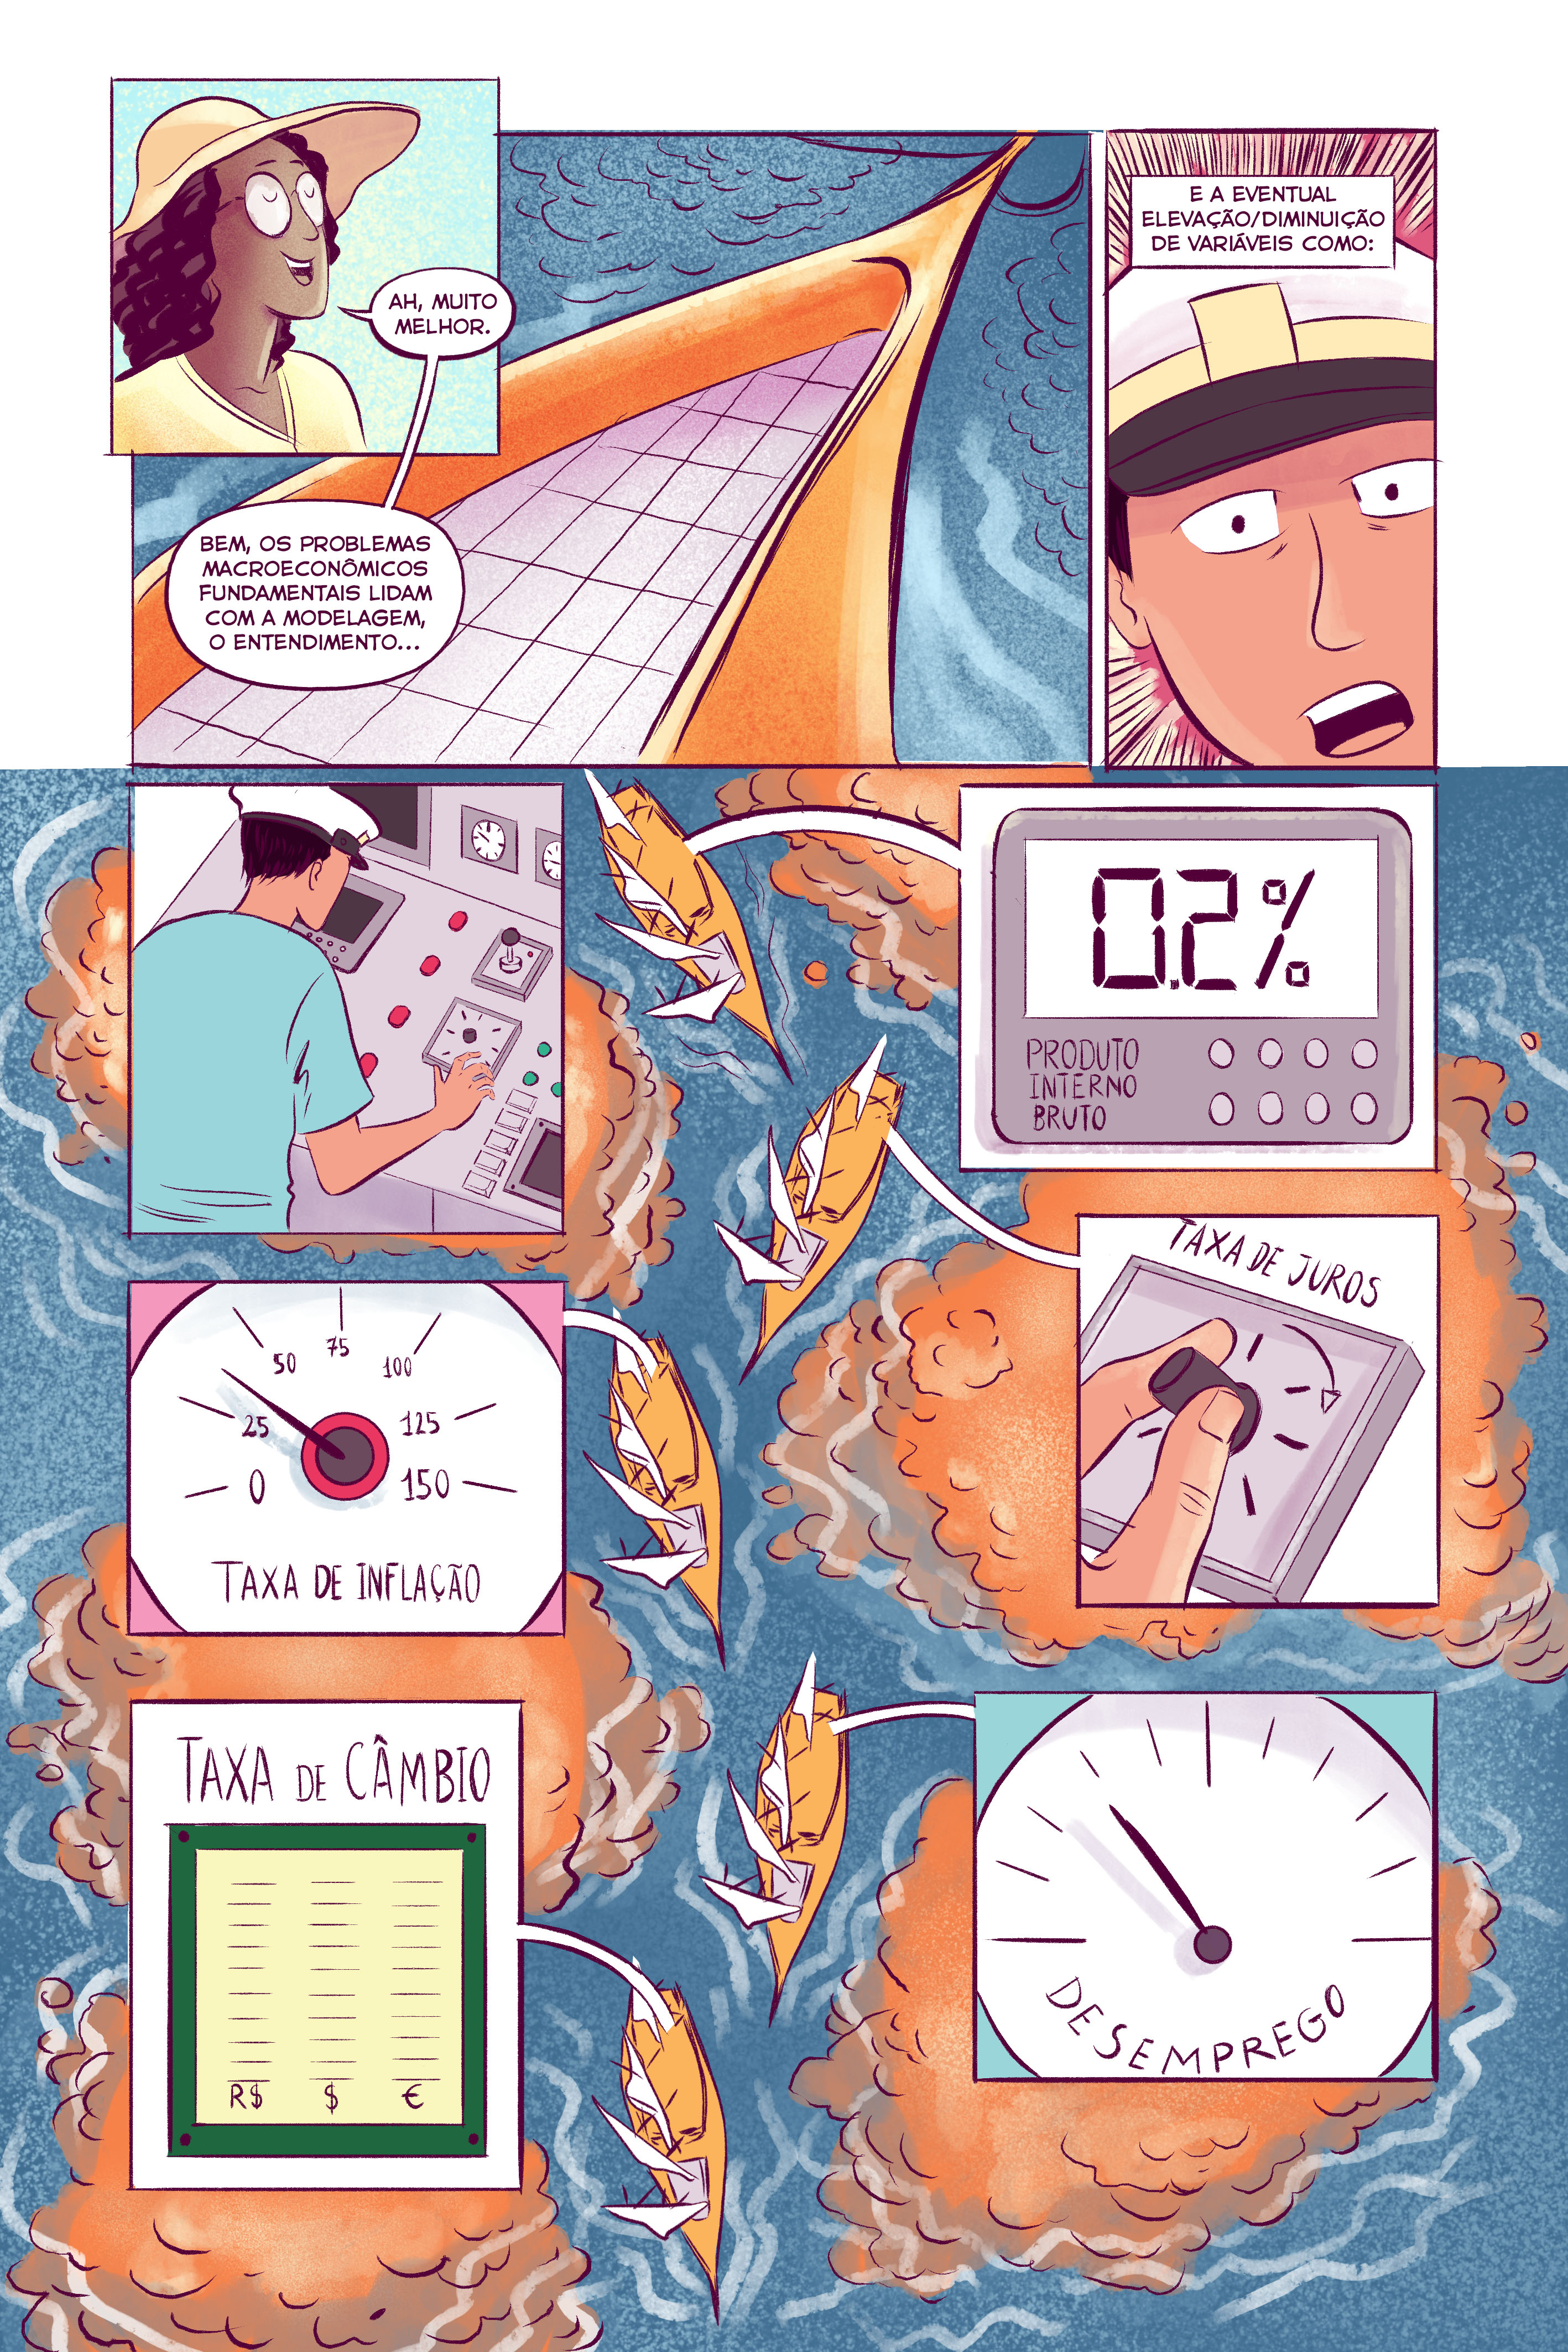 AH, MUITO
MELHOR.
BEM, OS PROBLEMAS
MACROECONÔMICOS
FUNDAMENTAIS LIDAM
COM A MODELAGEM,
O ENTENDIMENTO...
E A EVENTUAL
ELEVAÇÃO/DIMINUIÇÃO
DE VARIÁVEIS COMO:
0.2%
PRODUTO
INTERNO
BRUTO
TAXA DE JUROS
0
25
50
75
100
125
150
TAXA DE INFLAÇÃO
DESEMPREGO
TAXA DE CÂMBIO
R$ $ €